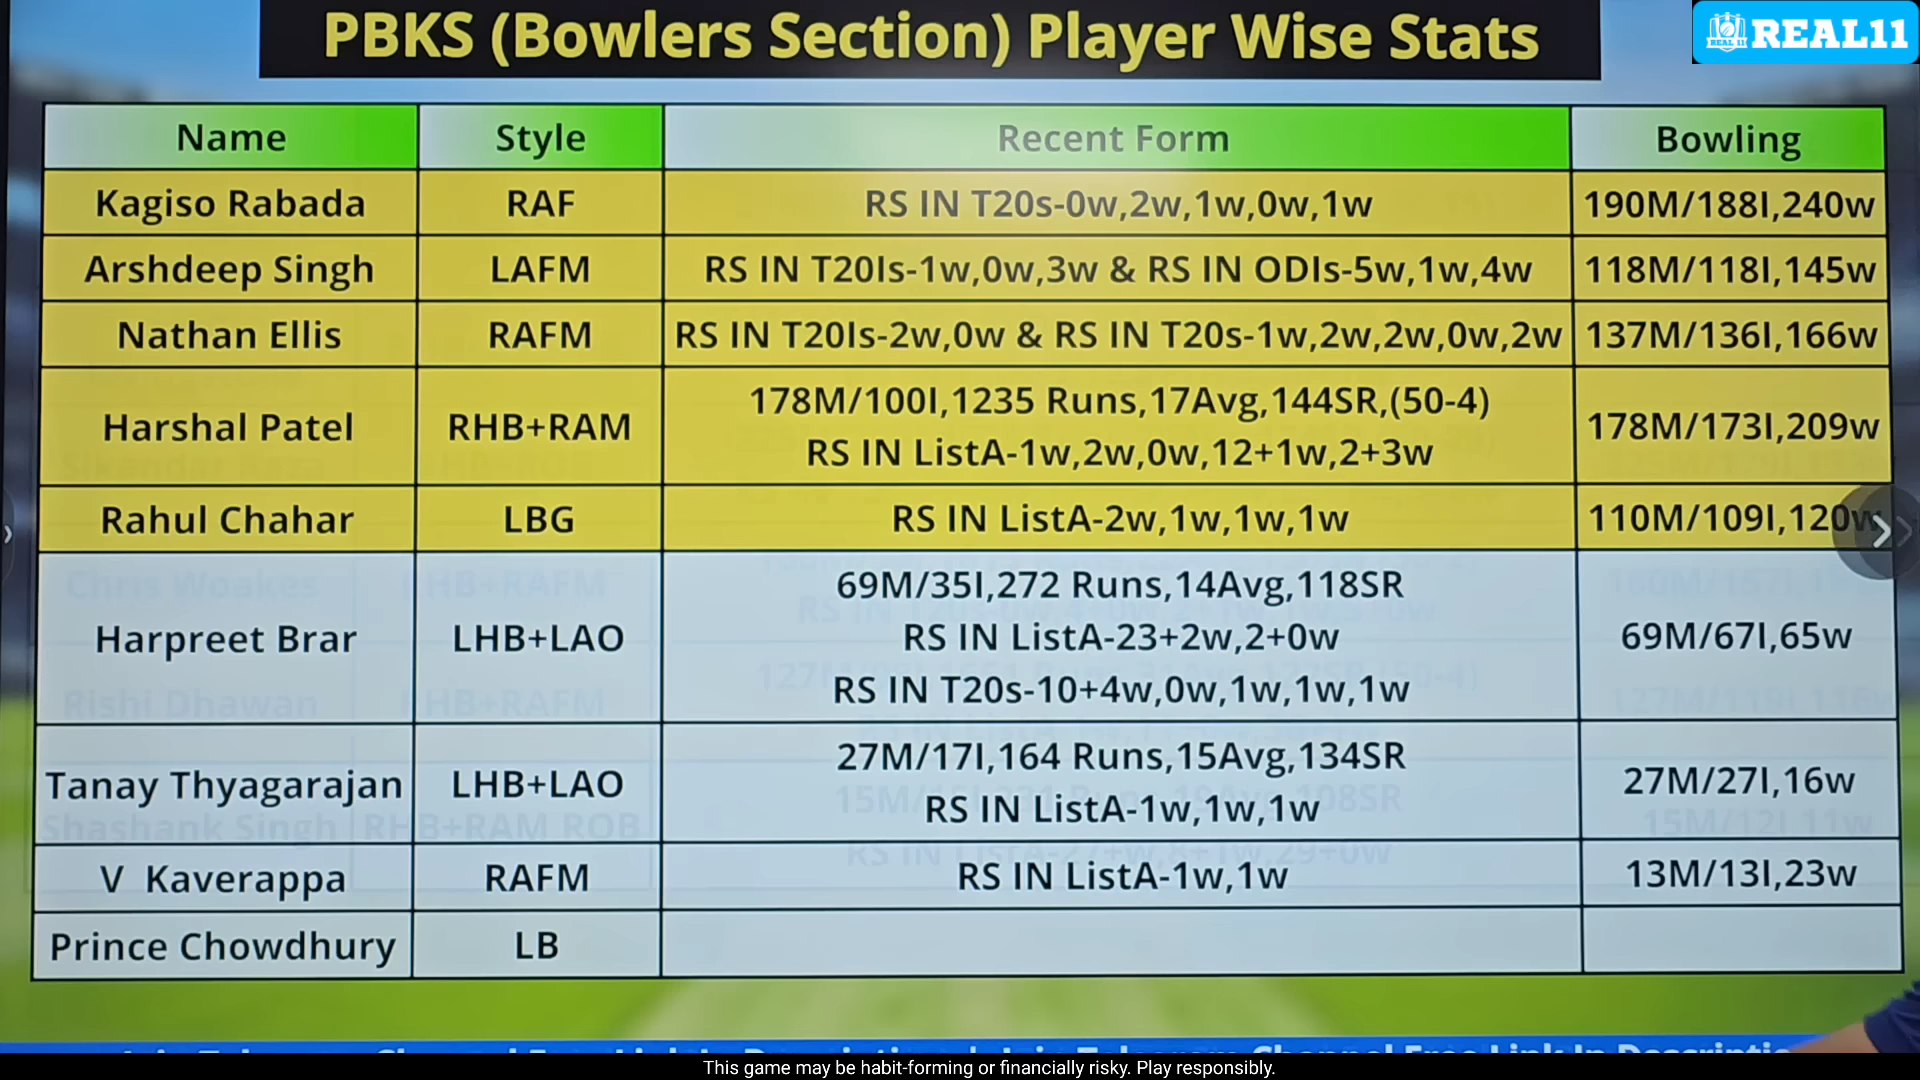 PBKS (Bowlers Section) Player Wise Stats
REAL 11
REAL11
Name Style Recent Form Bowling
Kagiso Rabada RAF RS IN T20s-0w,2w,1w,0w,1w 190M/188I,240w
Arshdeep Singh LAFM RS IN T20Is-1w,0w,3w & RS IN ODIs-5w,1w,4w 118M/118I,145w
Nathan Ellis RAFM RS IN T20Is-2w,0w & RS IN T20s-1w,2w,2w,0w,2w 137M/136I,166w
178M/100I,1235 Runs,17Avg,144SR,(50-4)
Harshal Patel RHB+RAM 178M/173I,209w
RS IN ListA-1w,2w,0w,12+1w,2+3w
Rahul Chahar LBG RS IN ListA-2w,1w,1w,1w 110M/109I,120w
69M/35I,272 Runs,14Avg,118SR
Harpreet Brar LHB+LAO RS IN ListA-23+2w,2+0w 69M/67I,65w
RS IN T20s-10+4w,0w,1w,1w,1w
27M/17I,164 Runs,15Avg,134SR
Tanay Thyagarajan LHB+LAO 27M/27I,16w
RS IN ListA-1w,1w,1w
V Kaverappa RAFM RS IN ListA-1w,1w 13M/13I,23w
Prince Chowdhury LB
This game may be habit-forming or financially risky. Play responsibly.